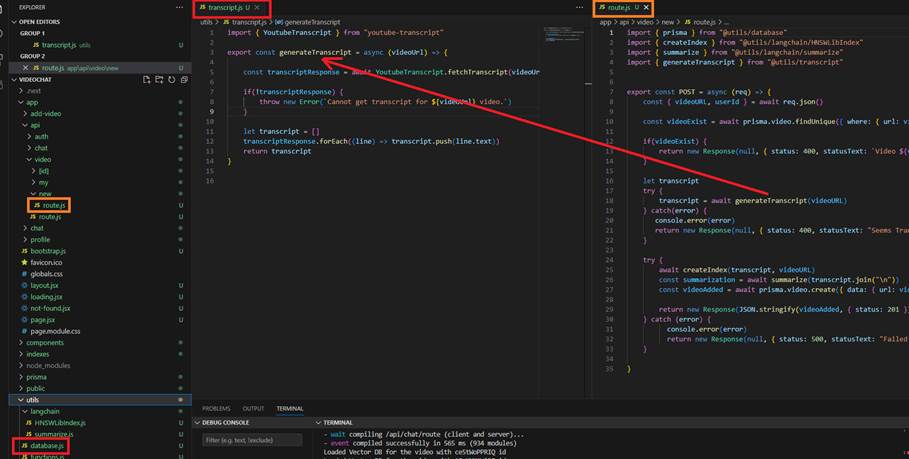 EXPLORER
OPEN EDITORS
GROUP 1
JS transcript.js utils U
GROUP 2
JS route.js app\api\video\new U
VIDEOCHAT
.next
app
add-video
api
auth
chat
video
[id]
my
new
JS route.js U
JS route.js U
chat
profile
JS bootstrap.js U
favicon.ico
globals.css
layout.jsx U
loading.jsx U
not-found.jsx U
page.jsx U
page.module.css
components
indexes
node_modules
prisma
public
utils
langchain
JS HNSWLibIndex.js U
JS summarize.js U
JS database.js U
JS functions.js U
JS transcript.js U
utils > JS transcript.js > generateTranscript
1 import { YoutubeTranscript } from "youtube-transcript"
2
3 export const generateTranscript = async (videoUrl) => {
4
5 const transcriptResponse = await YoutubeTranscript.fetchTranscript(videoUr
6
7 if(!transcriptResponse) {
8 throw new Error(`Cannot get transcript for ${videoUrl} video.`)
9 }
10
11 let transcript = []
12 transcriptResponse.forEach((line) => transcript.push(line.text))
13 return transcript
14 }
15
16
JS route.js U
app > api > video > new > JS route.js > ...
1 import { prisma } from "@utils/database"
2 import { createIndex } from "@utils/langchain/HNSWLibIndex"
3 import { summarize } from "@utils/langchain/summarize"
4 import { generateTranscript } from "@utils/transcript"
5
6
7 export const POST = async (req) => {
8 const { videoURL, userId } = await req.json()
9
10 const videoExist = await prisma.video.findUnique({ where: { url: vi
11
12 if(videoExist) {
13 return new Response(null, { status: 400, statusText: `Video ${v
14 }
15
16 let transcript
17 try {
18 transcript = await generateTranscript(videoURL)
19 } catch(error) {
20 console.error(error)
21 return new Response(null, { status: 400, statusText: "Seems Tran
22 }
23
24 try {
25 await createIndex(transcript, videoURL)
26 const summarization = await summarize(transcript.join("\n"))
27 const videoAdded = await prisma.video.create({ data: { url: vid
28
29 return new Response(JSON.stringify(videoAdded, { status: 201 })
30 } catch (error) {
31 console.error(error)
32 return new Response(null, { status: 500, statusText: "Failed
33 }
34
35 }
PROBLEMS OUTPUT TERMINAL
DEBUG CONSOLE
Filter (e.g. text, !exclude)
TERMINAL
- wait compiling /api/chat/route (client and server)...
- event compiled successfully in 565 ms (934 modules)
Loaded Vector DB for the video with ce5tWoPPRIQ id